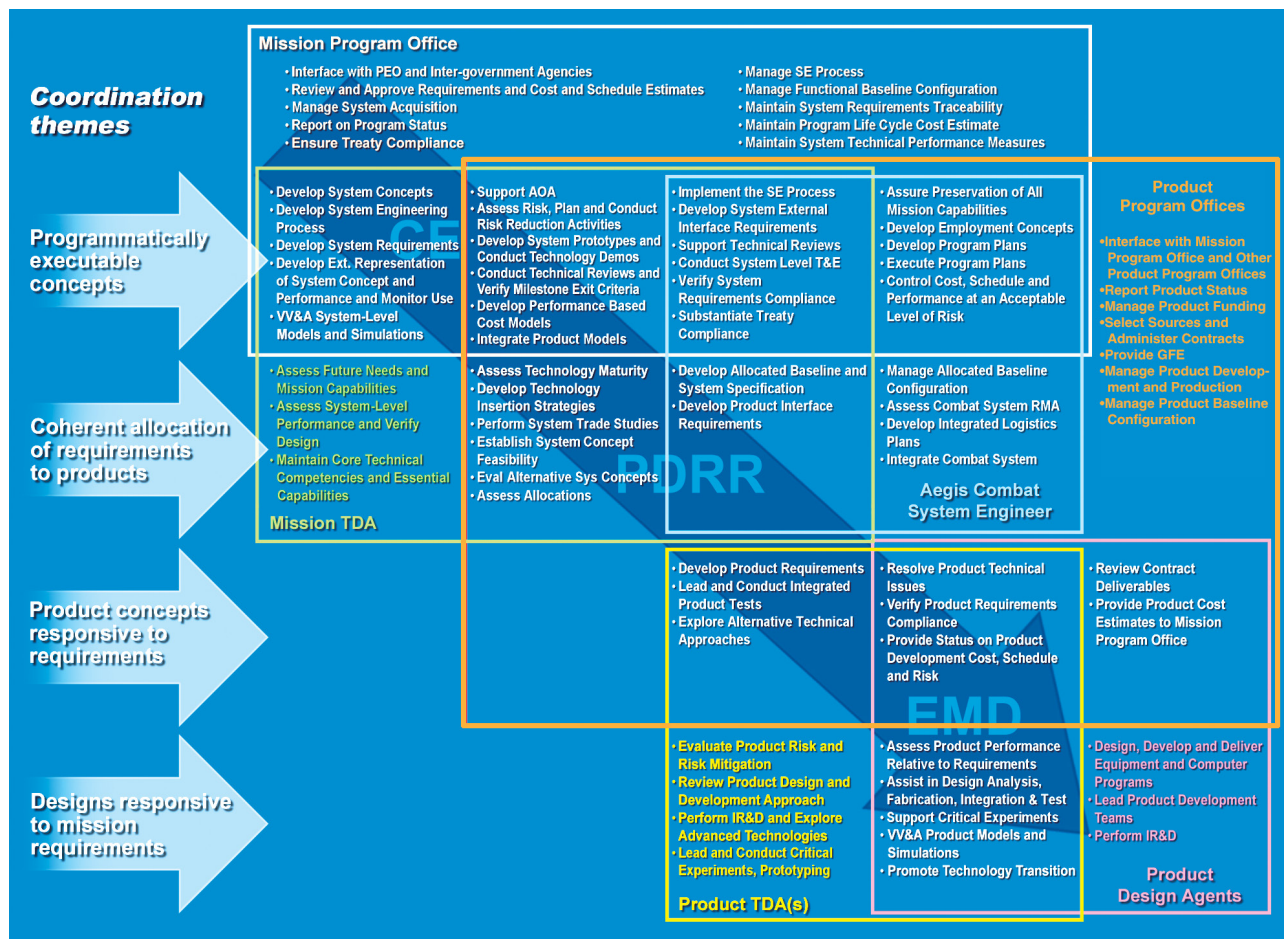 Mission Program Office
• Interface with PEO and Inter-government Agencies
• Review and Approve Requirements and Cost and Schedule Estimates
• Manage System Acquisition
• Report on Program Status
• Ensure Treaty Compliance
• Manage SE Process
• Manage Functional Baseline Configuration
• Maintain System Requirements Traceability
• Maintain Program Life Cycle Cost Estimate
• Maintain System Technical Performance Measures
Coordination
themes
Programmatically
executable
concepts
• Develop System Concepts
• Develop System Engineering
Process
• Develop System Requirements
• Develop Ext. Representation
of System Concept and
Performance and Monitor Use
• VV&A System-Level
Models and Simulations
CE
• Support AOA
• Assess Risk, Plan and Conduct
Risk Reduction Activities
• Develop System Prototypes and
Conduct Technology Demos
• Conduct Technical Reviews and
Verify Milestone Exit Criteria
• Develop Performance Based
Cost Models
• Integrate Product Models
• Implement the SE Process
• Develop System External
Interface Requirements
• Support Technical Reviews
• Conduct System Level T&E
• Verify System
Requirements Compliance
• Substantiate Treaty
Compliance
• Assure Preservation of All
Mission Capabilities
• Develop Employment Concepts
• Develop Program Plans
• Execute Program Plans
• Control Cost, Schedule and
Performance at an Acceptable
Level of Risk
Product
Program Offices
•Interface with Mission
Program Office and Other
Product Program Offices
•Report Product Status
•Manage Product Funding
•Select Sources and
Administer Contracts
•Provide GFE
•Manage Product Develop-
ment and Production
•Manage Product Baseline
Configuration
Coherent allocation
of requirements
to products
• Assess Future Needs and
Mission Capabilities
• Assess System-Level
Performance and Verify
Design
• Maintain Core Technical
Competencies and Essential
Capabilities
Mission TDA
• Assess Technology Maturity
• Develop Technology
Insertion Strategies
• Perform System Trade Studies
• Establish System Concept
Feasibility
• Eval Alternative Sys Concepts
• Assess Allocations
PDRR
• Develop Allocated Baseline and
System Specification
• Develop Product Interface
Requirements
• Manage Allocated Baseline
Configuration
• Assess Combat System RMA
• Develop Integrated Logistics
Plans
• Integrate Combat System
Aegis Combat
System Engineer
Product concepts
responsive to
requirements
• Develop Product Requirements
• Lead and Conduct Integrated
Product Tests
• Explore Alternative Technical
Approaches
• Resolve Product Technical
Issues
• Verify Product Requirements
Compliance
• Provide Status on Product
Development Cost, Schedule
and Risk
• Review Contract
Deliverables
• Provide Product Cost
Estimates to Mission
Program Office
EMD
Designs responsive
to mission
requirements
• Evaluate Product Risk and
Risk Mitigation
• Review Product Design and
Development Approach
• Perform IR&D and Explore
Advanced Technologies
• Lead and Conduct Critical
Experiments, Prototyping
Product TDA(s)
• Assess Product Performance
Relative to Requirements
• Assist in Design Analysis,
Fabrication, Integration & Test
• Support Critical Experiments
• VV&A Product Models and
Simulations
• Promote Technology Transition
• Design, Develop and Deliver
Equipment and Computer
Programs
• Lead Product Development
Teams
• Perform IR&D
Product
Design Agents